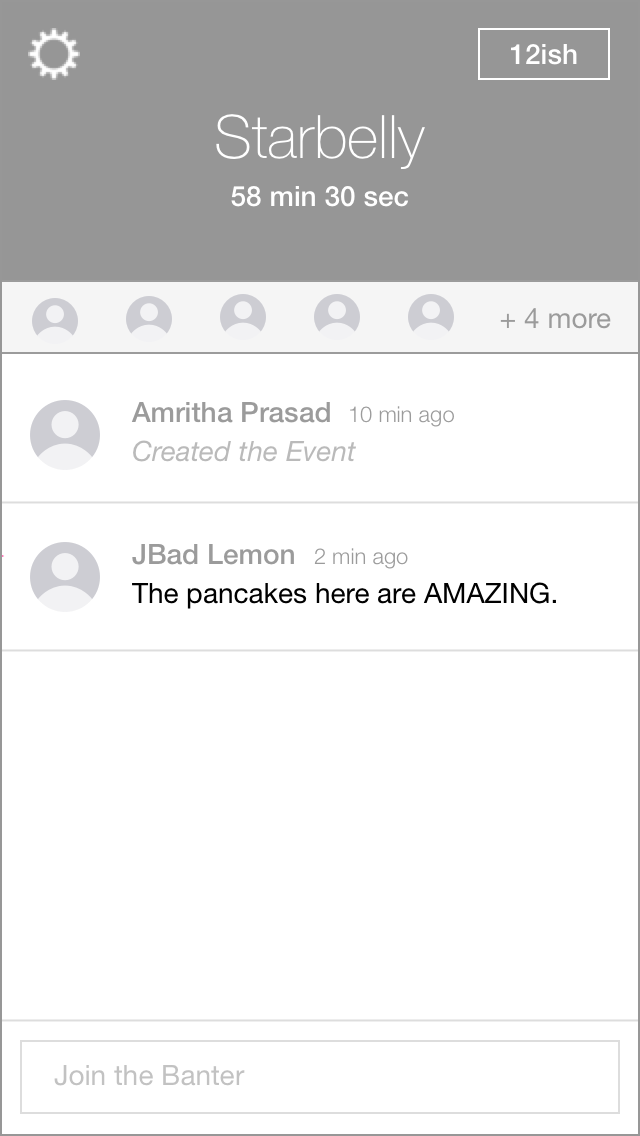 12ish
Starbelly
58 min 30 sec
+ 4 more
Amritha Prasad 10 min ago
Created the Event
JBad Lemon 2 min ago
The pancakes here are AMAZING.
Join the Banter